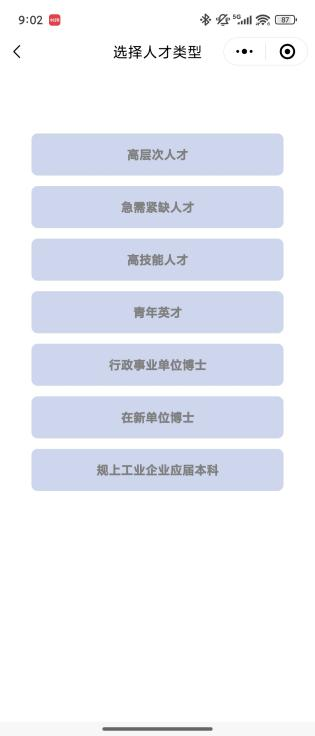 9:02
5G
87
选择人才类型
高层次人才
急需紧缺人才
高技能人才
青年英才
行政事业单位博士
在新单位博士
规上工业企业应届本科